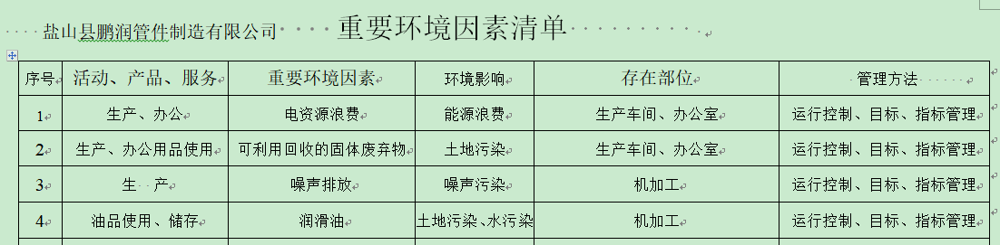 盐山县鹏润管件制造有限公司 重要环境因素清单
序号 活动、产品、服务 重要环境因素 环境影响 存在部位 管理方法
1 生产、办公 电资源浪费 能源浪费 生产车间、办公室 运行控制、目标、指标管理
2 生产、办公用品使用 可利用回收的固体废弃物 土地污染 生产车间、办公室 运行控制、目标、指标管理
3 生 产 噪声排放 噪声污染 机加工 运行控制、目标、指标管理
4 油品使用、储存 润滑油 土地污染、水污染 机加工 运行控制、目标、指标管理